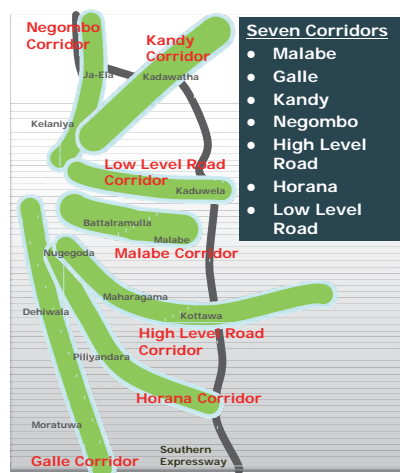 Negombo
Corridor
Kandy
Corridor
Ja-Ela
Kadawatha
Kelaniya
Low Level Road
Corridor
Kaduwela
Battalramulla
Malabe
Malabe Corridor
Nugegoda
Maharagama
Dehiwala
Kottawa
High Level Road
Corridor
Piliyandara
Horana Corridor
Moratuwa
Southern
Expressway
Galle Corridor
Seven Corridors
● Malabe
● Galle
● Kandy
● Negombo
● High Level
Road
● Horana
● Low Level
Road